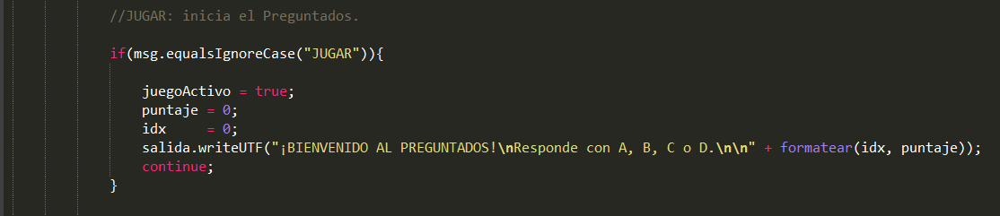 //JUGAR: inicia el Preguntados.
if(msg.equalsIgnoreCase("JUGAR")){
juegoActivo = true;
puntaje = 0;
idx     = 0;
salida.writeUTF("¡BIENVENIDO AL PREGUNTADOS!\nResponde con A, B, C o D.\n\n" + formatear(idx, puntaje));
continue;
}